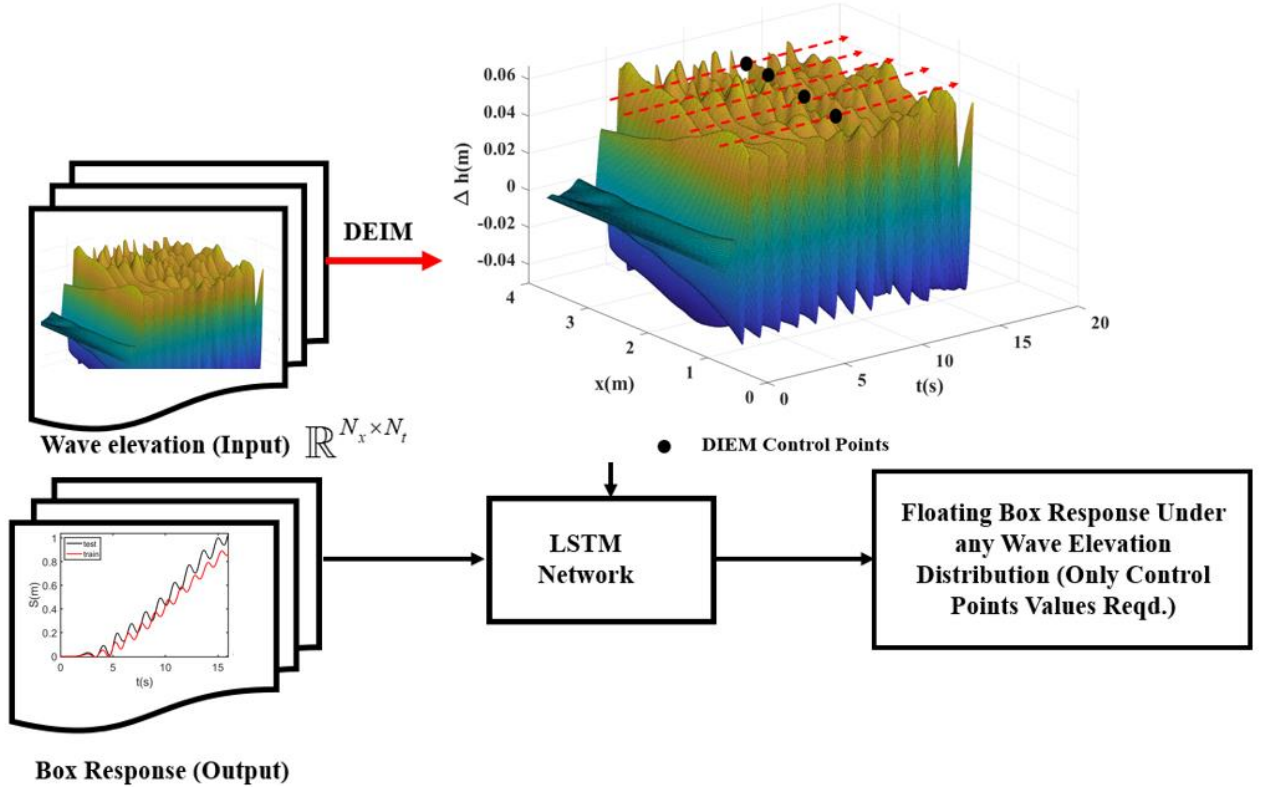 DEIM
0.06
0.04
0.02
0
-0.02
-0.04
Δ h(m)
4
3
2
1
0
x(m)
0
5
10
15
20
t(s)
Wave elevation (Input) ℝ^{N_x × N_t}
DIEM Control Points
test
train
1
0.8
0.6
0.4
0.2
0
S(m)
0
5
10
15
t(s)
Box Response (Output)
LSTM
Network
Floating Box Response Under
any Wave Elevation
Distribution (Only Control
Points Values Reqd.)